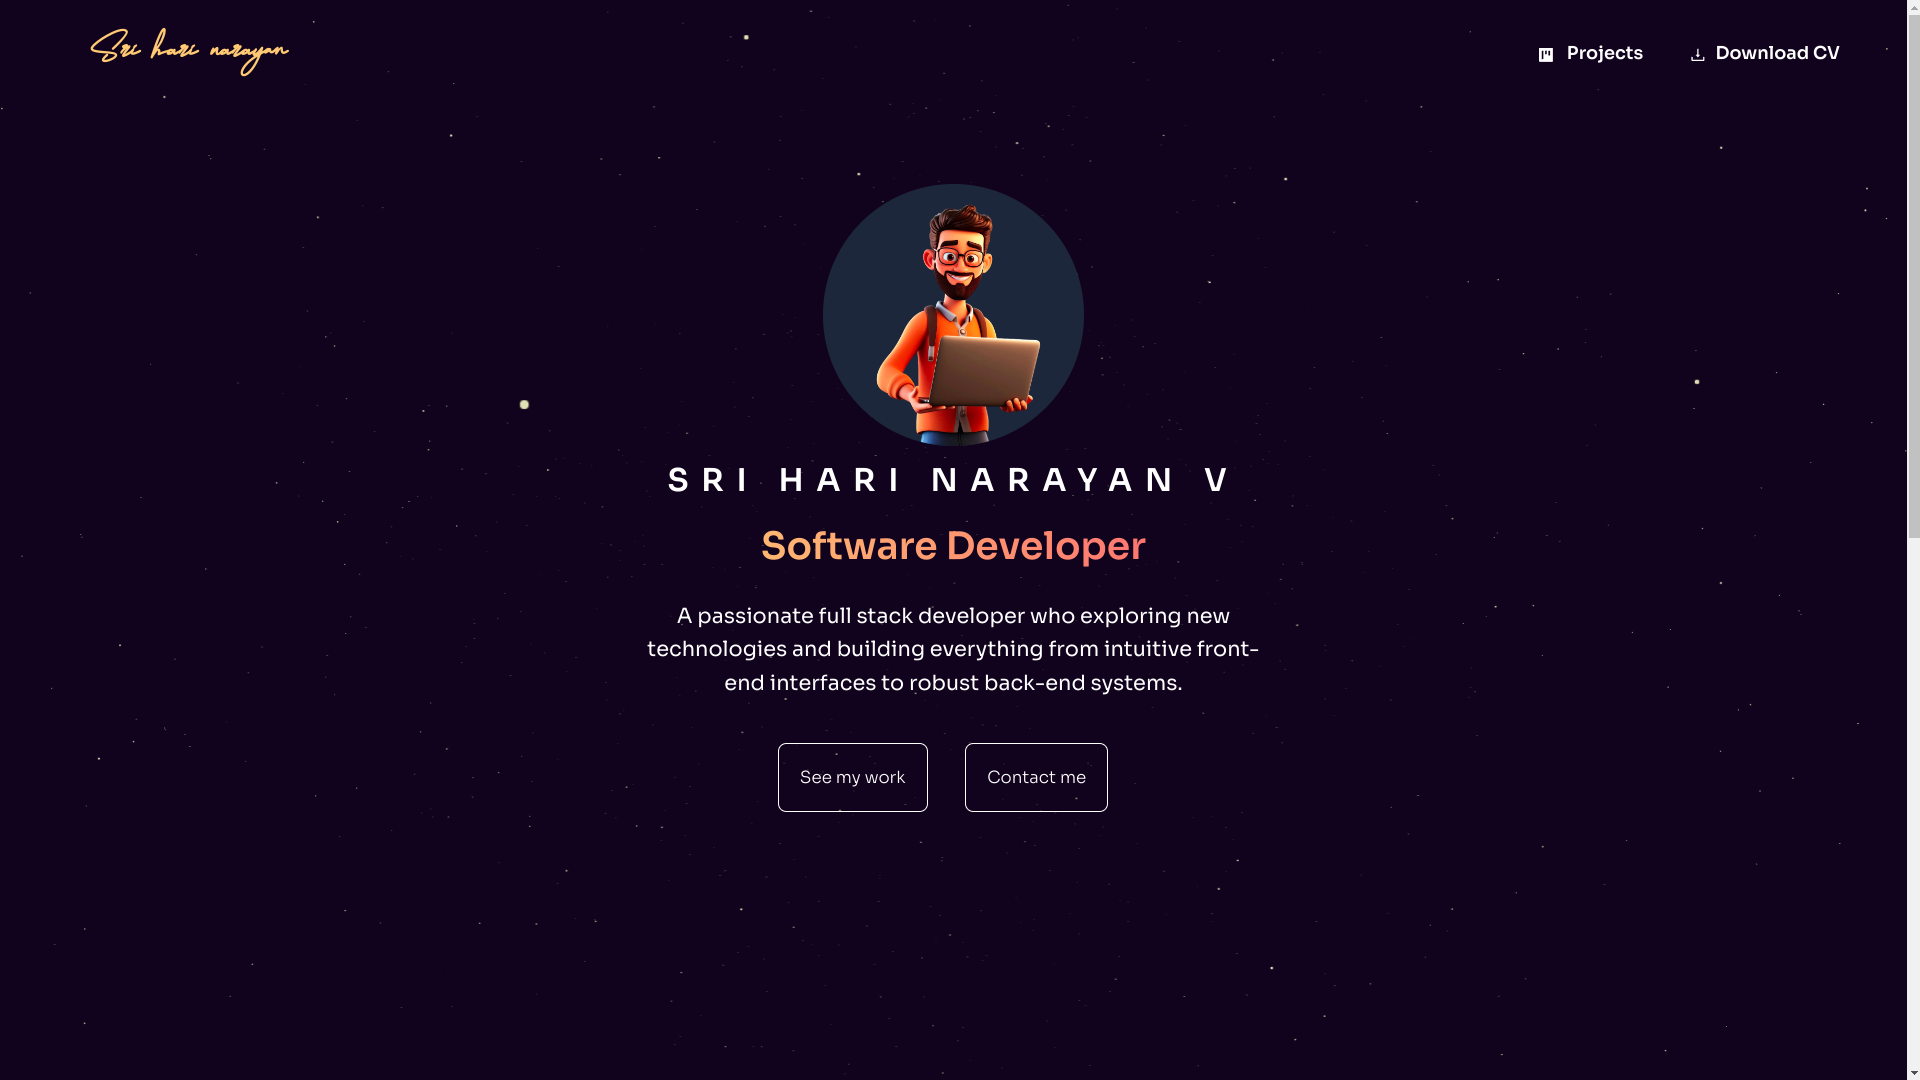 Sri hari narayan
Projects
Download CV
SRI HARI NARAYAN V
Software Developer
A passionate full stack developer who exploring new
technologies and building everything from intuitive front-
end interfaces to robust back-end systems.
See my work
Contact me